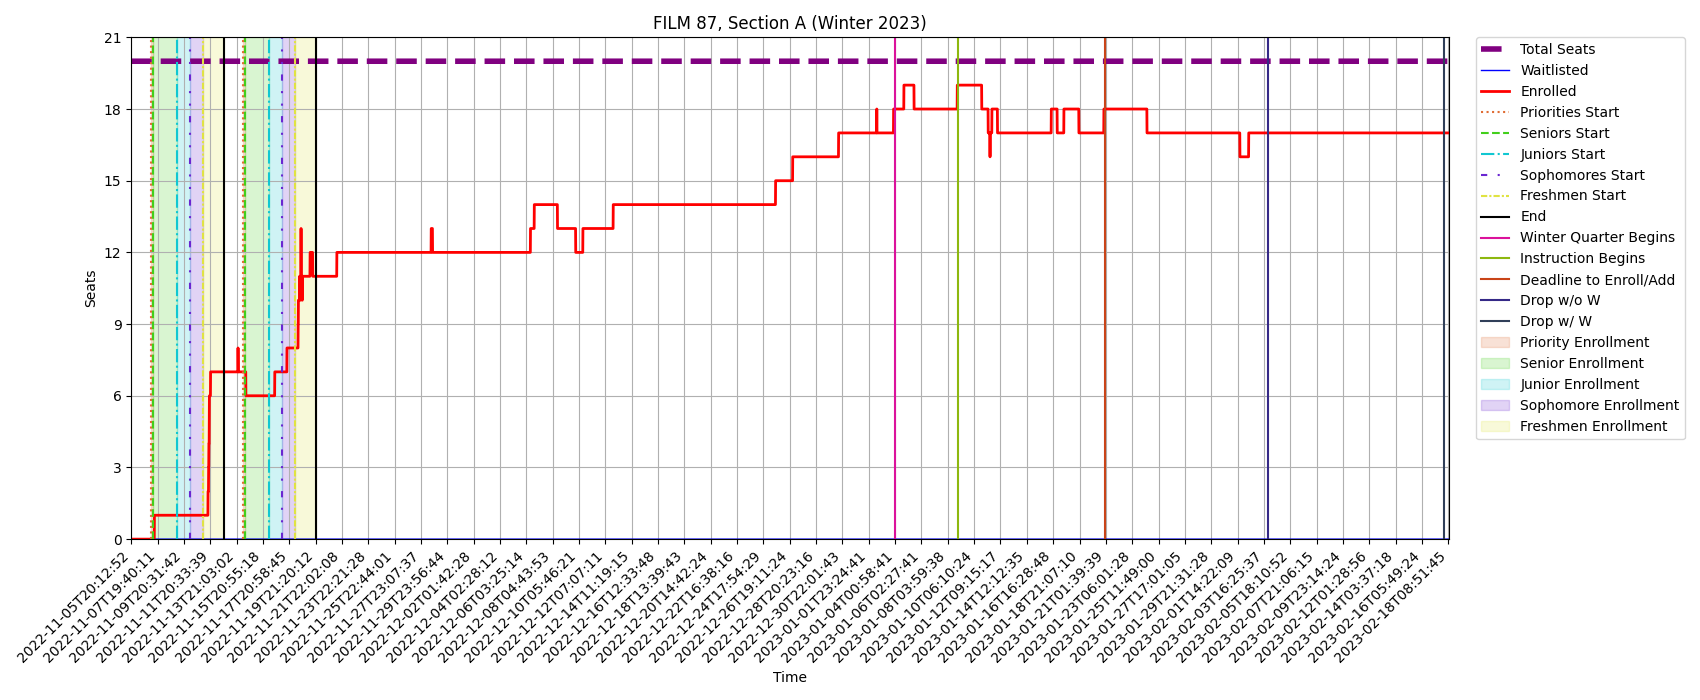 FILM 87, Section A (Winter 2023)
21
18
15
12
9
6
3
0
Seats
2022-11-05T20:12:52
2022-11-07T19:40:11
2022-11-09T20:31:42
2022-11-11T20:33:39
2022-11-13T21:03:02
2022-11-15T20:55:18
2022-11-17T20:58:45
2022-11-19T21:20:12
2022-11-21T22:02:08
2022-11-23T22:21:28
2022-11-25T22:44:01
2022-11-27T23:07:37
2022-11-29T23:56:44
2022-12-02T01:42:28
2022-12-04T02:28:12
2022-12-06T03:25:14
2022-12-08T04:43:53
2022-12-10T05:46:21
2022-12-12T07:07:11
2022-12-14T11:19:15
2022-12-16T12:33:48
2022-12-18T13:39:43
2022-12-20T14:42:24
2022-12-22T16:38:16
2022-12-24T17:54:29
2022-12-26T19:11:24
2022-12-28T20:23:16
2022-12-30T22:01:43
2023-01-01T23:24:41
2023-01-04T00:58:41
2023-01-06T02:27:41
2023-01-08T03:59:38
2023-01-10T06:10:24
2023-01-12T09:15:17
2023-01-14T12:12:35
2023-01-16T16:28:48
2023-01-18T21:07:10
2023-01-21T01:39:39
2023-01-23T06:01:28
2023-01-25T11:49:00
2023-01-27T17:01:05
2023-01-29T21:31:28
2023-02-01T14:22:09
2023-02-03T16:25:37
2023-02-05T18:10:52
2023-02-07T21:06:15
2023-02-09T23:14:24
2023-02-12T01:28:56
2023-02-14T03:37:18
2023-02-16T05:49:24
2023-02-18T08:51:45
Time
Total Seats
Waitlisted
Enrolled
Priorities Start
Seniors Start
Juniors Start
Sophomores Start
Freshmen Start
End
Winter Quarter Begins
Instruction Begins
Deadline to Enroll/Add
Drop w/o W
Drop w/ W
Priority Enrollment
Senior Enrollment
Junior Enrollment
Sophomore Enrollment
Freshmen Enrollment